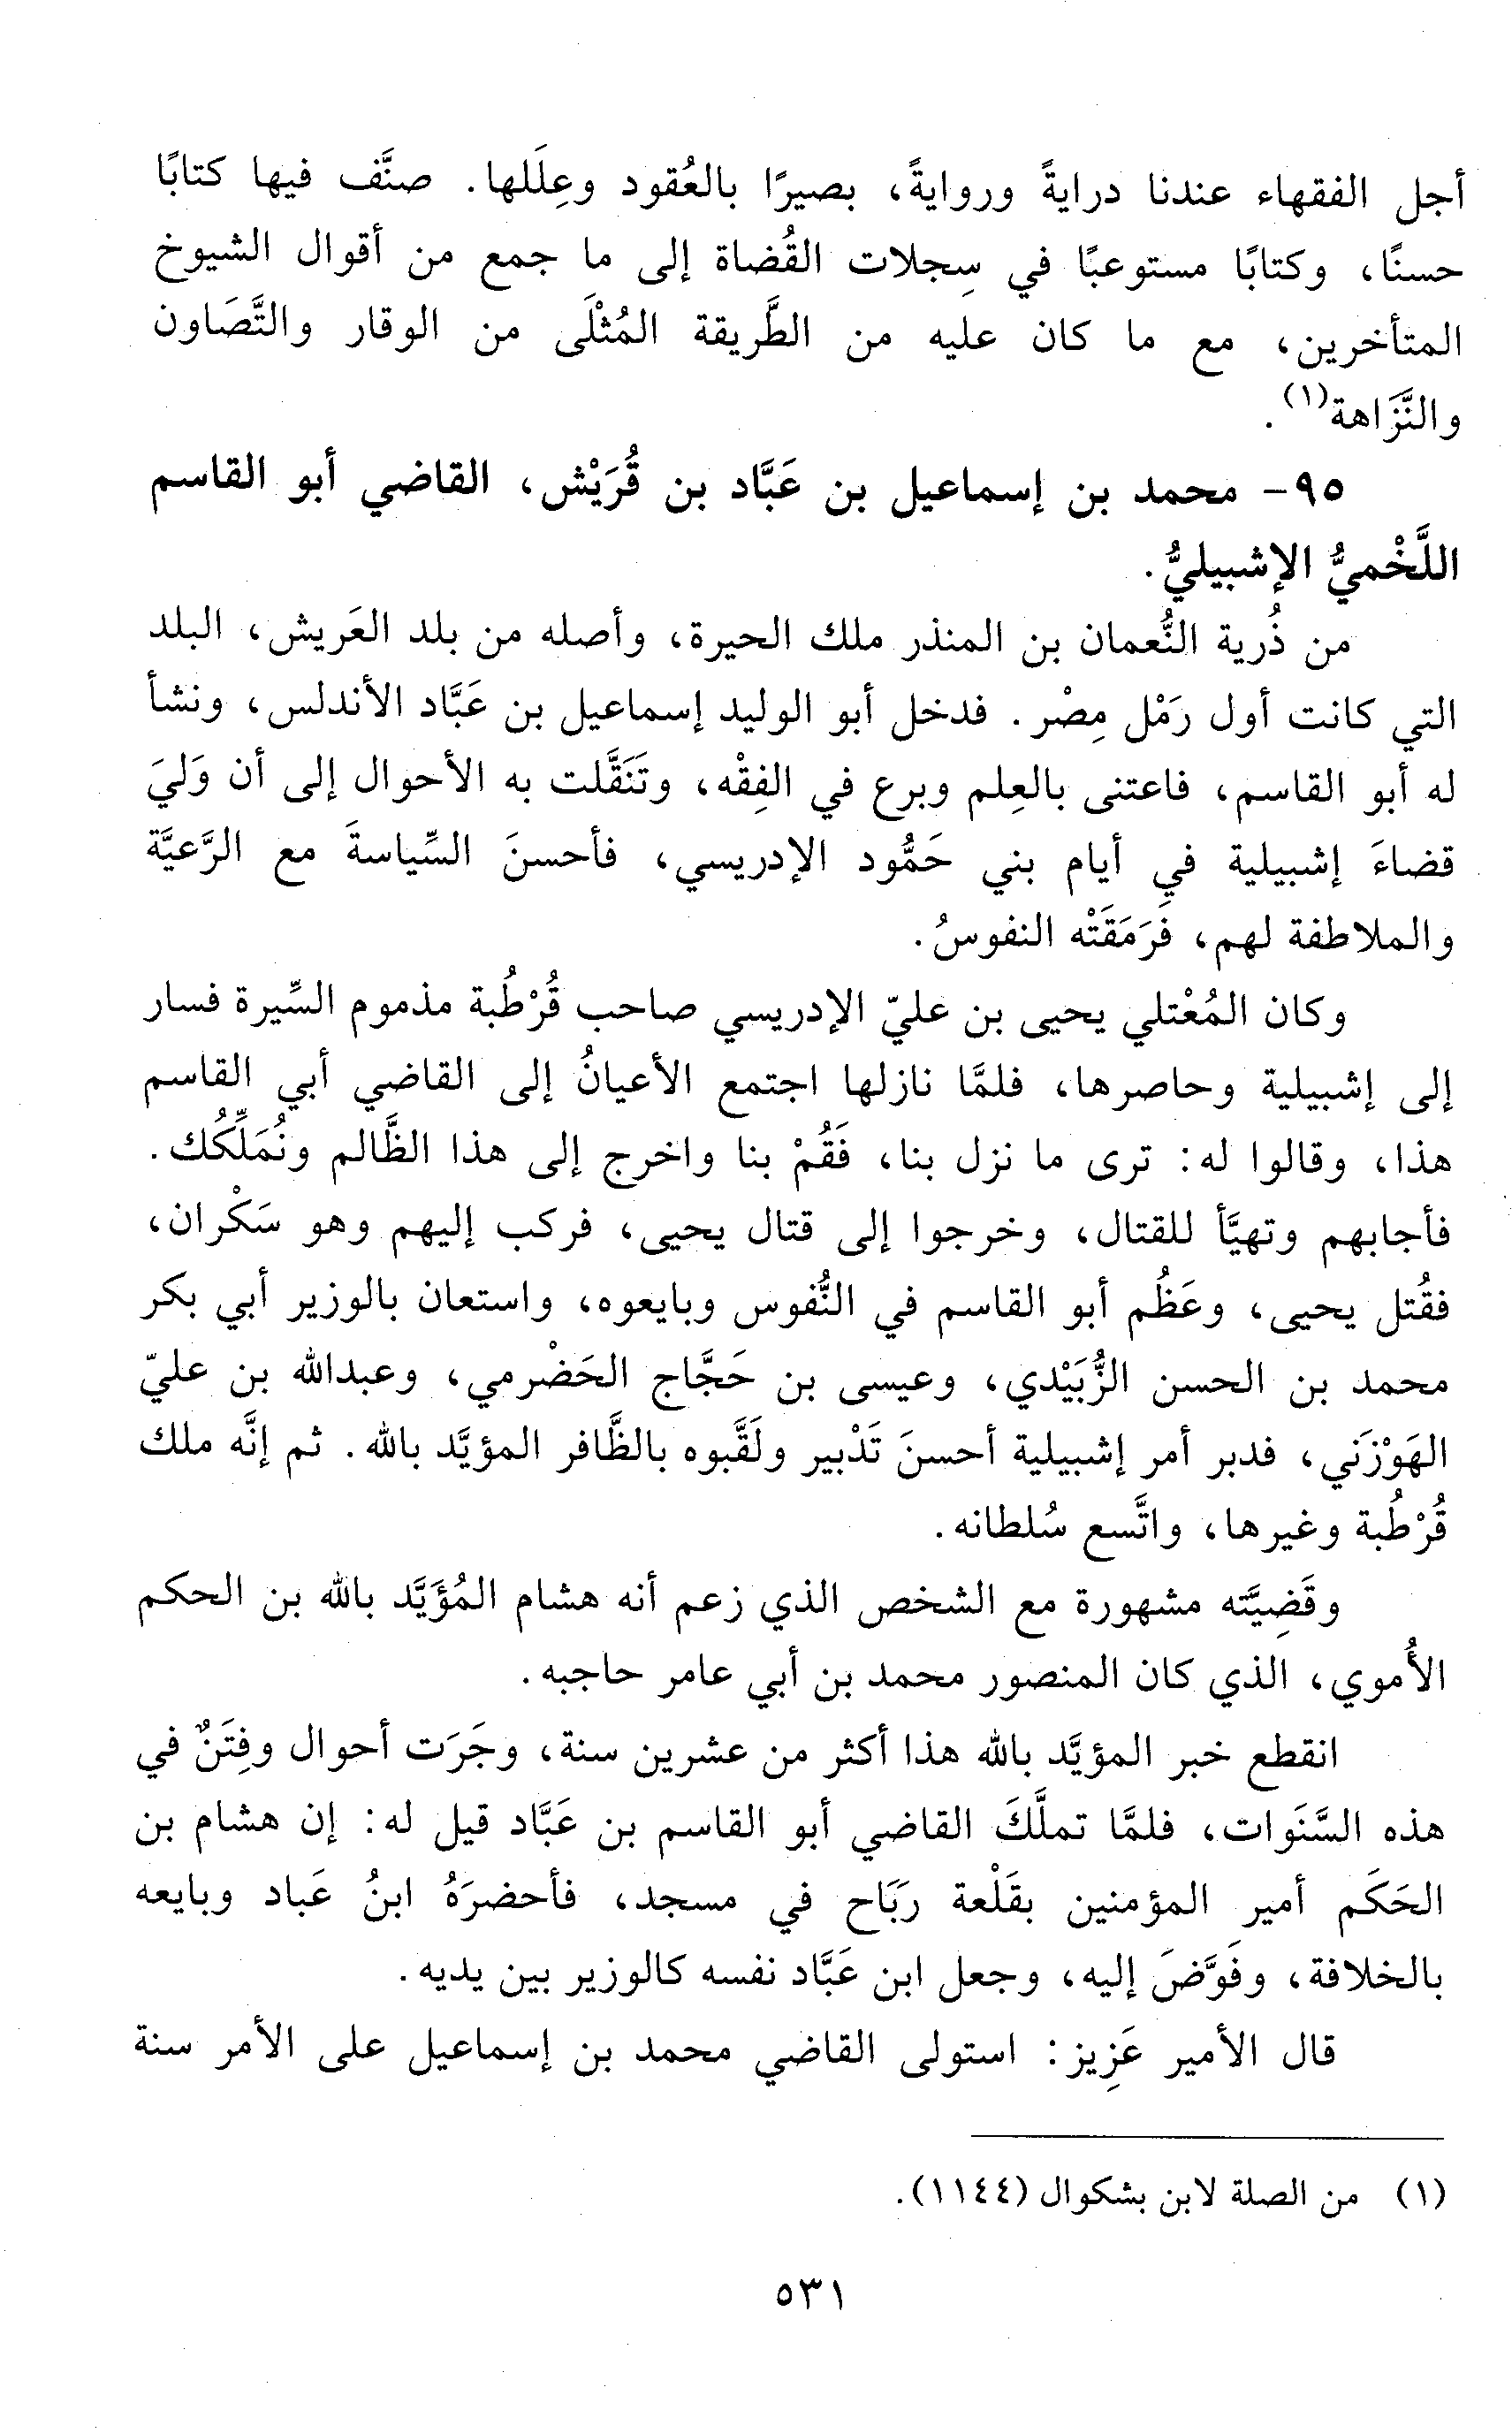 أجل الفقهاء عندنا درايةً وروايةً، بصيرًا بالعُقود وعِلَلها. صنَّف فيها كتابًا
حسنًا، وكتابًا مستوعبًا في سِجلات القُضاة إلى ما جمع من أقوال الشيوخ
المتأخرين، مع ما كان عليه من الطَّريقة المُثْلَى من الوقار والتَّصَاون
والنَّزَاهة(١).
٩٥- محمد بن إسماعيل بن عَبَّاد بن قُرَيْش، القاضي أبو القاسم
اللَّخْميُّ الإشبيليُّ.
من ذُرية النُّعمان بن المنذر ملك الحيرة، وأصله من بلد العَريش، البلد
التي كانت أول رَمْل مِصْر. فدخل أبو الوليد إسماعيل بن عَبَّاد الأندلس، ونشأ
له أبو القاسم، فاعتنى بالعِلم وبرع في الفِقْه، وتَنَقَّلت به الأحوال إلى أن وَليَ
قضاءَ إشبيلية في أيام بني حَمُّود الإدريسي، فأحسنَ السِّياسةَ مع الرَّعيَّة
والملاطفة لهم، فَرَمَقَتْه النفوسُ.
وكان المُعْتلي يحيى بن عليّ الإدريسي صاحب قُرْطُبة مذموم السِّيرة فسار
إلى إشبيلية وحاصرها، فلمَّا نازلها اجتمع الأعيانُ إلى القاضي أبي القاسم
هذا، وقالوا له: ترى ما نزل بنا، فَقُمْ بنا واخرج إلى هذا الظَّالم ونُمَلِّكُك.
فأجابهم وتهيَّأ للقتال، وخرجوا إلى قتال يحيى، فركب إليهم وهو سَكْران،
فقُتل يحيى، وعَظُم أبو القاسم في النُّفوس وبايعوه، واستعان بالوزير أبي بكر
محمد بن الحسن الزُّبَيْدي، وعيسى بن حَجَّاج الحَضْرمي، وعبدالله بن عليّ
الهَوْزَني، فدبر أمر إشبيلية أحسنَ تَدْبير ولَقَّبوه بالظَّافر المؤيَّد بالله. ثم إنَّه ملك
قُرْطُبة وغيرها، واتَّسع سُلطانه.
وقَضِيَّته مشهورة مع الشخص الذي زعم أنه هشام المُؤَيَّد بالله بن الحكم
الأُموي، الذي كان المنصور محمد بن أبي عامر حاجبه.
انقطع خبر المؤيَّد بالله هذا أكثر من عشرين سنة، وجَرَت أحوال وفِتَنٌ في
هذه السَّنَوات، فلمَّا تملَّكَ القاضي أبو القاسم بن عَبَّاد قيل له: إن هشام بن
الحَكَم أمير المؤمنين بقَلْعة رَبَاح في مسجد، فأحضرَهُ ابنُ عَباد وبايعه
بالخلافة، وفَوَّضَ إليه، وجعل ابن عَبَّاد نفسه كالوزير بين يديه.
قال الأمير عَزِيز: استولى القاضي محمد بن إسماعيل على الأمر سنة
(١) من الصلة لابن بشكوال (١١٤٤).
٥٣١